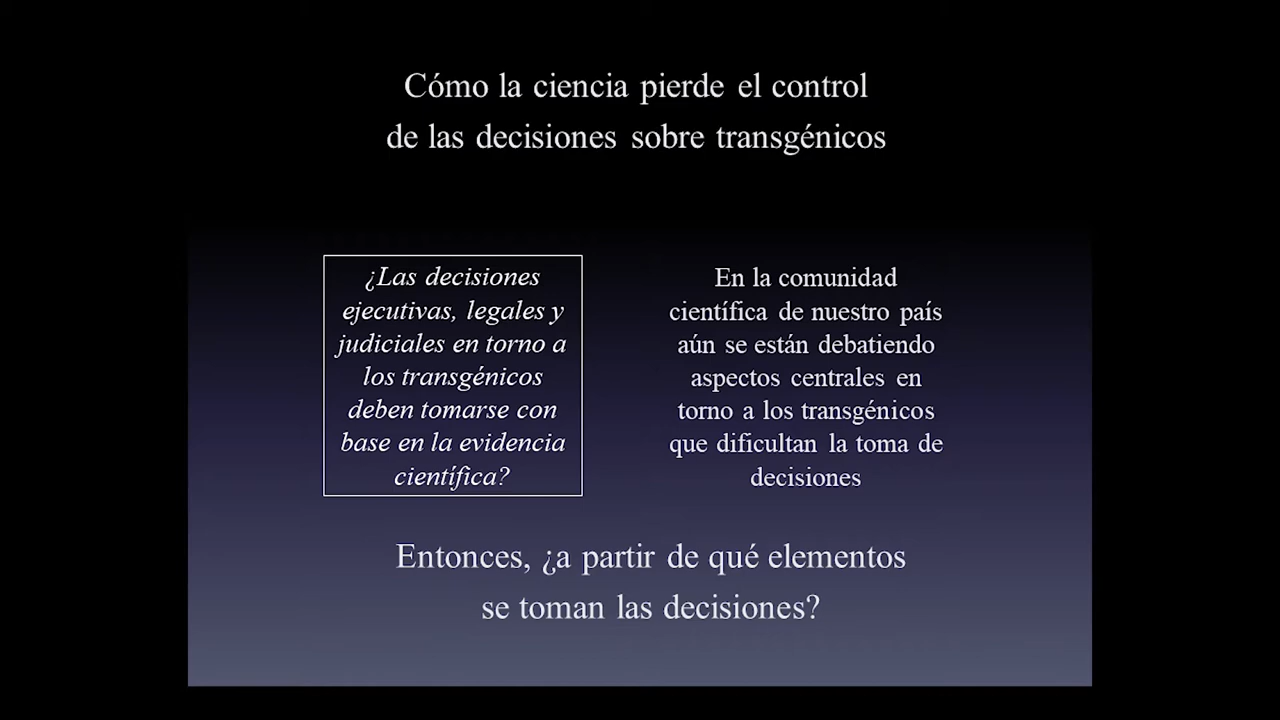 Cómo la ciencia pierde el control
de las decisiones sobre transgénicos
¿Las decisiones
ejecutivas, legales y
judiciales en torno a
los transgénicos
deben tomarse con
base en la evidencia
científica?
En la comunidad
científica de nuestro país
aún se están debatiendo
aspectos centrales en
torno a los transgénicos
que dificultan la toma de
decisiones
Entonces, ¿a partir de qué elementos
se toman las decisiones?